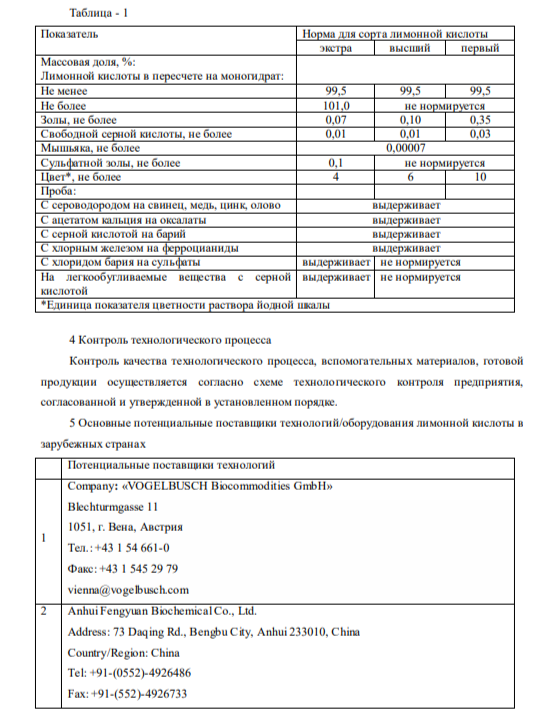 Таблица - 1
Показатель Норма для сорта лимонной кислоты
экстра высший первый
Массовая доля, %:
Лимонной кислоты в пересчете на моногидрат:
Не менее 99,5 99,5 99,5
Не более 101,0 не нормируется
Золы, не более 0,07 0,10 0,35
Свободной серной кислоты, не более 0,01 0,01 0,03
Мышьяка, не более 0,00007
Сульфатной золы, не более 0,1 не нормируется
Цвет*, не более 4 6 10
Проба:
С сероводородом на свинец, медь, цинк, олово выдерживает
С ацетатом кальция на оксалаты выдерживает
С серной кислотой на барий выдерживает
С хлорным железом на ферроцианиды выдерживает
С хлоридом бария на сульфаты выдерживает не нормируется
На легкообугливаемые вещества с серной выдерживает не нормируется
кислотой
*Единица показателя цветности раствора йодной шкалы
4 Контроль технологического процесса
Контроль качества технологического процесса, вспомогательных материалов, готовой
продукции осуществляется согласно схеме технологического контроля предприятия,
согласованной и утвержденной в установленном порядке.
5 Основные потенциальные поставщики технологий/оборудования лимонной кислоты в
зарубежных странах
Потенциальные поставщики технологий
1
Company: «VOGELBUSCH Biocommodities GmbH»
Blechturmgasse 11
1051, г. Вена, Австрия
Тел.: +43 1 54 661-0
Факс: +43 1 545 29 79
vienna@vogelbusch.com
2 Anhui Fengyuan Biochemical Co., Ltd.
Address: 73 Daqing Rd., Bengbu City, Anhui 233010, China
Country/Region: China
Tel: +91-(0552)-4926486
Fax: +91-(552)-4926733